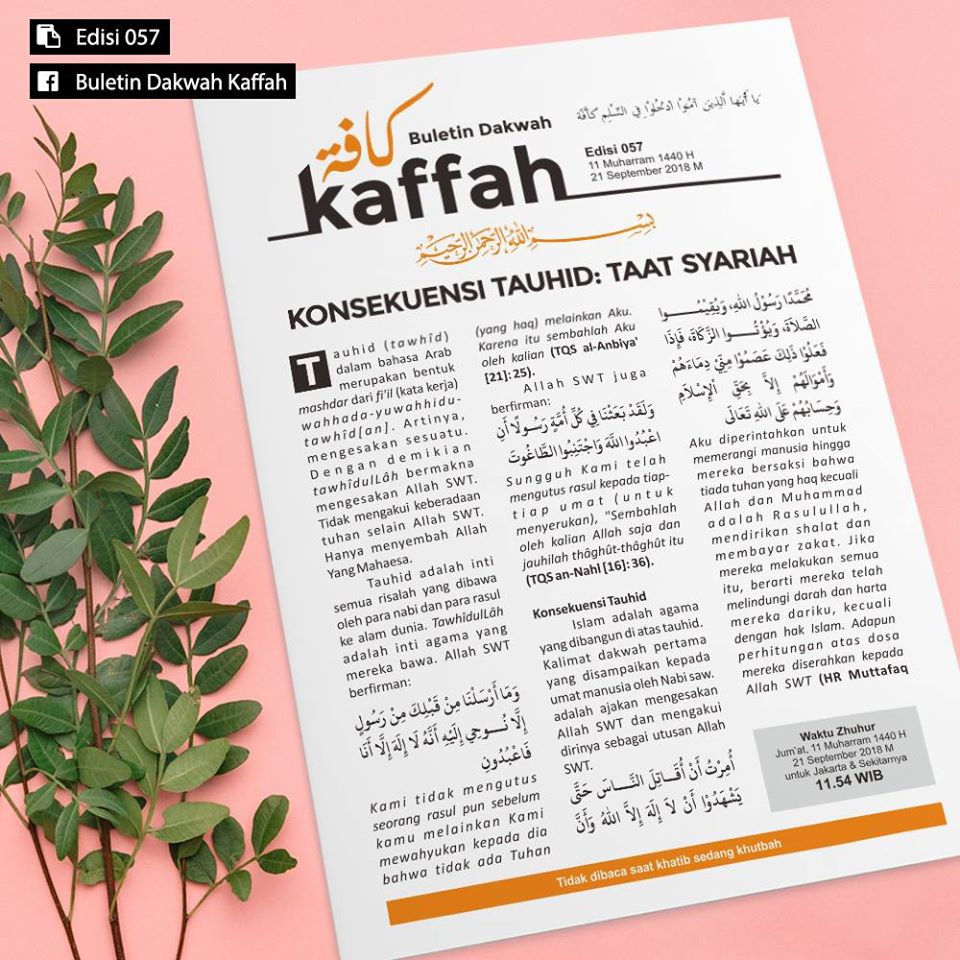 Edisi 057
Buletin Dakwah Kaffah
كافة
Buletin Dakwah
kaffah
يَا أَيُّهَا الَّذِينَ آمَنُوا ادْخُلُوا فِي السِّلْمِ كَافَّةً
Edisi 057
11 Muharram 1440 H
21 September 2018 M
بِسْمِ اللهِ الرَّحْمَنِ الرَّحِيْمِ
KONSEKUENSI TAUHID: TAAT SYARIAH
Tauhid (tawhîd)
dalam bahasa Arab
merupakan bentuk
mashdar dari fi'il (kata kerja)
wahhada-yuwahhidu-
tawhîd[an]. Artinya,
mengesakan sesuatu.
Dengan demikian
tawhîdulLâh bermakna
mengesakan Allah SWT.
Tidak mengakui keberadaan
tuhan selain Allah SWT.
Hanya menyembah Allah
Yang Mahaesa.
Tauhid adalah inti
semua risalah yang dibawa
oleh para nabi dan para rasul
ke alam dunia. TawhîdulLâh
adalah inti agama yang
mereka bawa. Allah SWT
berfirman:
وَمَا أَرْسَلْنَا مِنْ قَبْلِكَ مِنْ رَسُولٍ
إِلَّا نُوحِي إِلَيْهِ أَنَّهُ لَا إِلَهَ إِلَّا أَنَا
فَاعْبُدُونِ
Kami tidak mengutus
seorang rasul pun sebelum
kamu melainkan Kami
mewahyukan kepada dia
bahwa tidak ada Tuhan
(yang haq) melainkan Aku.
Karena itu sembahlah Aku
oleh kalian (TQS al-Anbiya'
[21]: 25).
Allah SWT juga
berfirman:
وَلَقَدْ بَعَثْنَا فِي كُلِّ أُمَّةٍ رَسُولًا أَنِ
اعْبُدُوا اللَّهَ وَاجْتَنِبُوا الطَّاغُوتَ
Sungguh Kami telah
mengutus rasul kepada tiap-
tiap umat (untuk
menyerukan), “Sembahlah
oleh kalian Allah saja dan
jauhilah thâghût-thâghût itu
(TQS an-Nahl [16]: 36).
Konsekuensi Tauhid
Islam adalah agama
yang dibangun di atas tauhid.
Kalimat dakwah pertama
yang disampaikan kepada
umat manusia oleh Nabi saw.
adalah ajakan mengesakan
Allah SWT dan mengakui
dirinya sebagai utusan Allah
SWT.
أُمِرْتُ أَنْ أُقَاتِلَ النَّاسَ حَتَّى
يَشْهَدُوا أَنْ لاَ إِلَهَ إِلاَّ اللَّهُ وَأَنَّ
مُحَمَّدًا رَسُولُ اللَّهِ، وَيُقِيمُوا
الصَّلَاةَ، وَيُؤْتُوا الزَّكَاةَ، فَإِذَا
فَعَلُوا ذَلِكَ عَصَمُوا مِنِّي دِمَاءَهُمْ
وَأَمْوَالَهُمْ إِلَّا بِحَقِّ الْإِسْلَامِ
وَحِسَابُهُمْ عَلَى اللَّهِ تَعَالَى
Aku diperintahkan untuk
memerangi manusia hingga
mereka bersaksi bahwa
tiada tuhan yang haq kecuali
Allah dan Muhammad
adalah Rasulullah,
mendirikan shalat dan
membayar zakat. Jika
mereka melakukan semua
itu, berarti mereka telah
melindungi darah dan harta
mereka dariku, kecuali
dengan hak Islam. Adapun
perhitungan atas dosa
mereka diserahkan kepada
Allah SWT (HR Muttafaq
Waktu Zhuhur
Jum'at, 11 Muharram 1440 H
21 September 2018 M
untuk Jakarta & Sekitarnya
11.54 WIB
Tidak dibaca saat khatib sedang khutbah